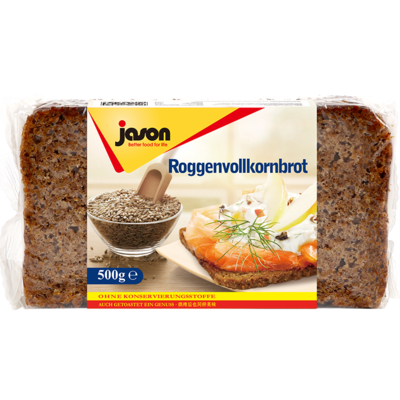 jason
Better food for life
Roggenvollkornbrot
500g ℮
OHNE KONSERVIERUNGSSTOFFE
AUCH GETOASTET EIN GENUSS •